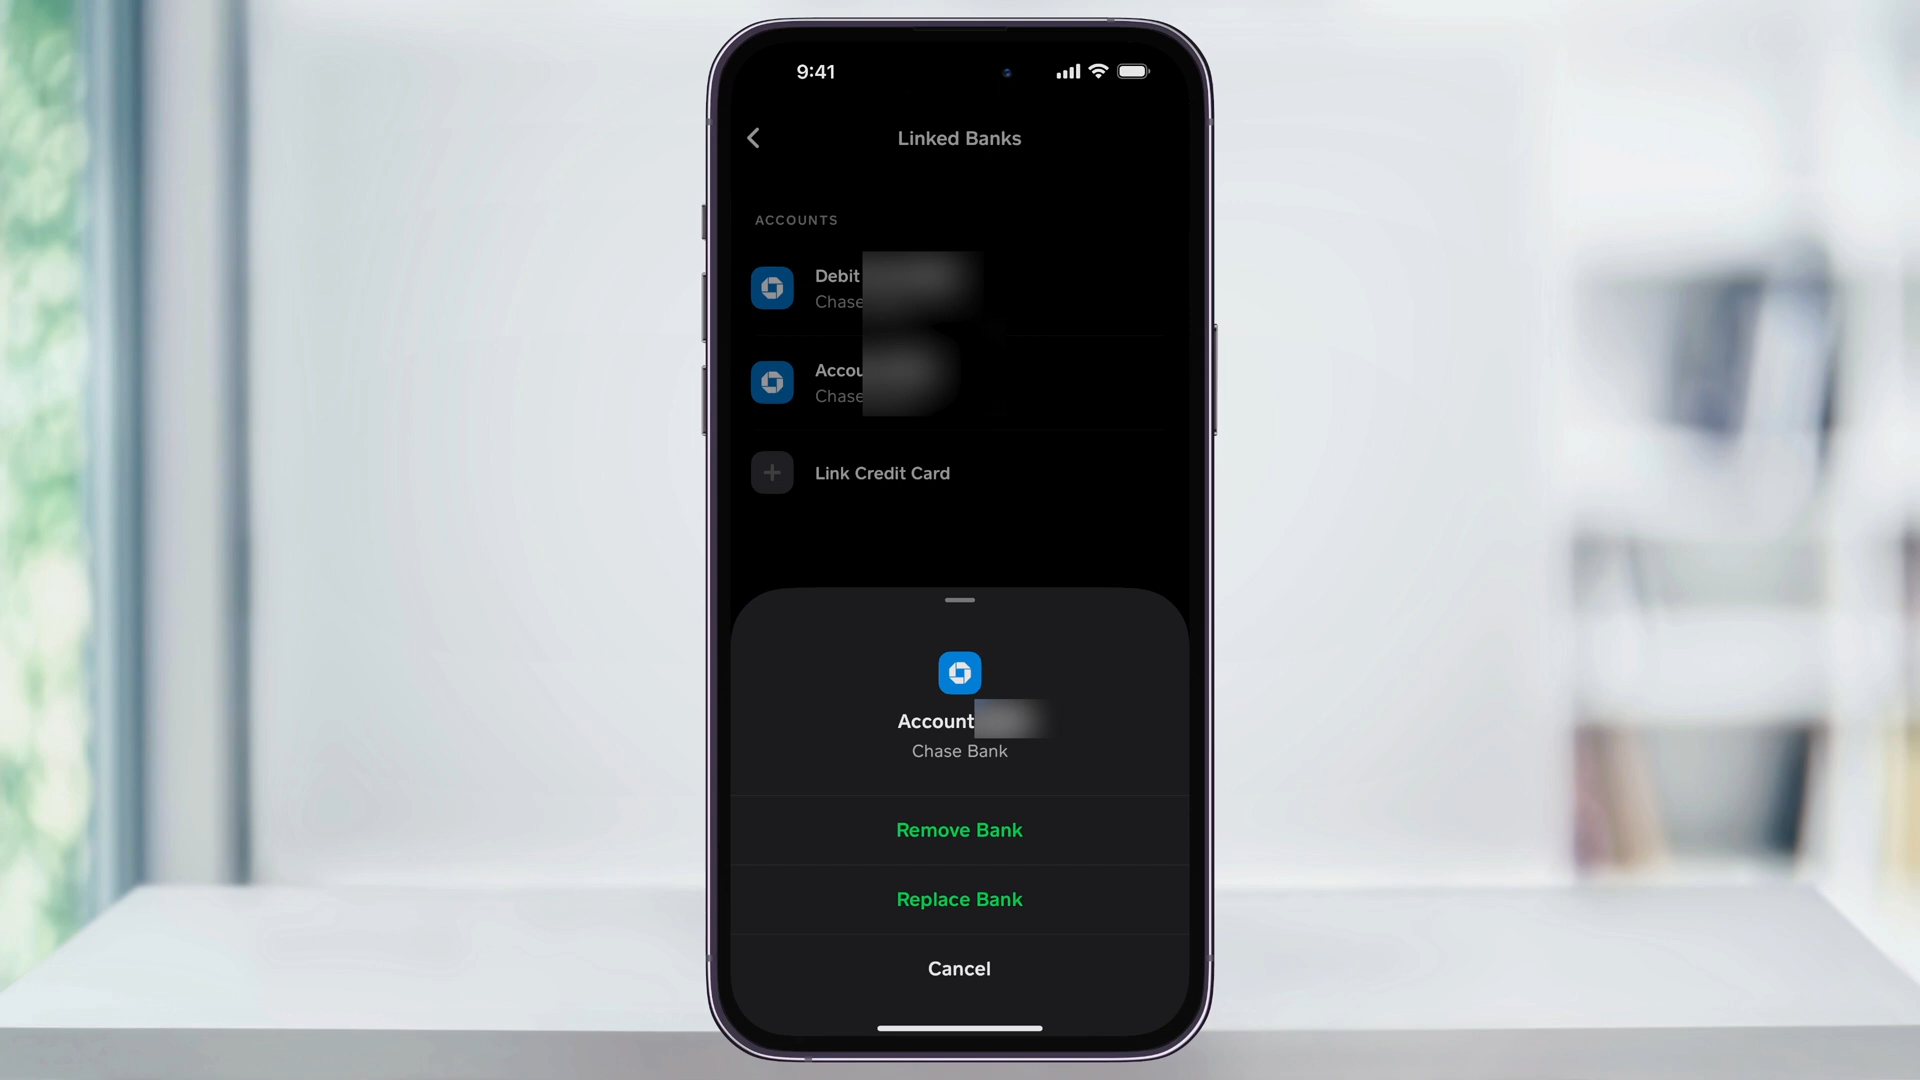 9:41
Linked Banks
ACCOUNTS
Debit
Chase
Chase
Link Credit Card
Account
Chase Bank
Remove Bank
Replace Bank
Cancel